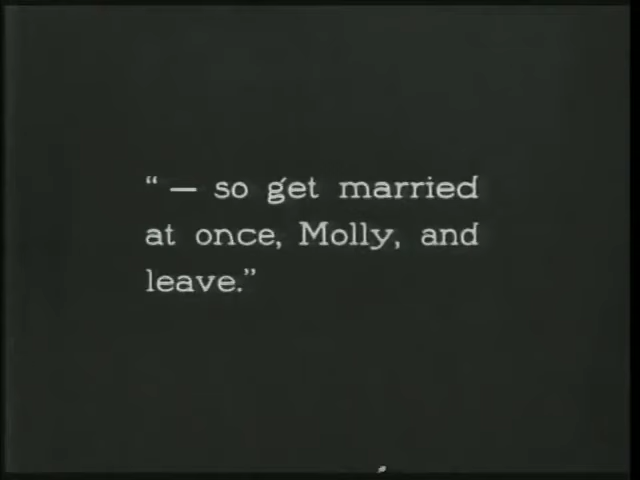 “ — so get married
at once, Molly, and
leave.”